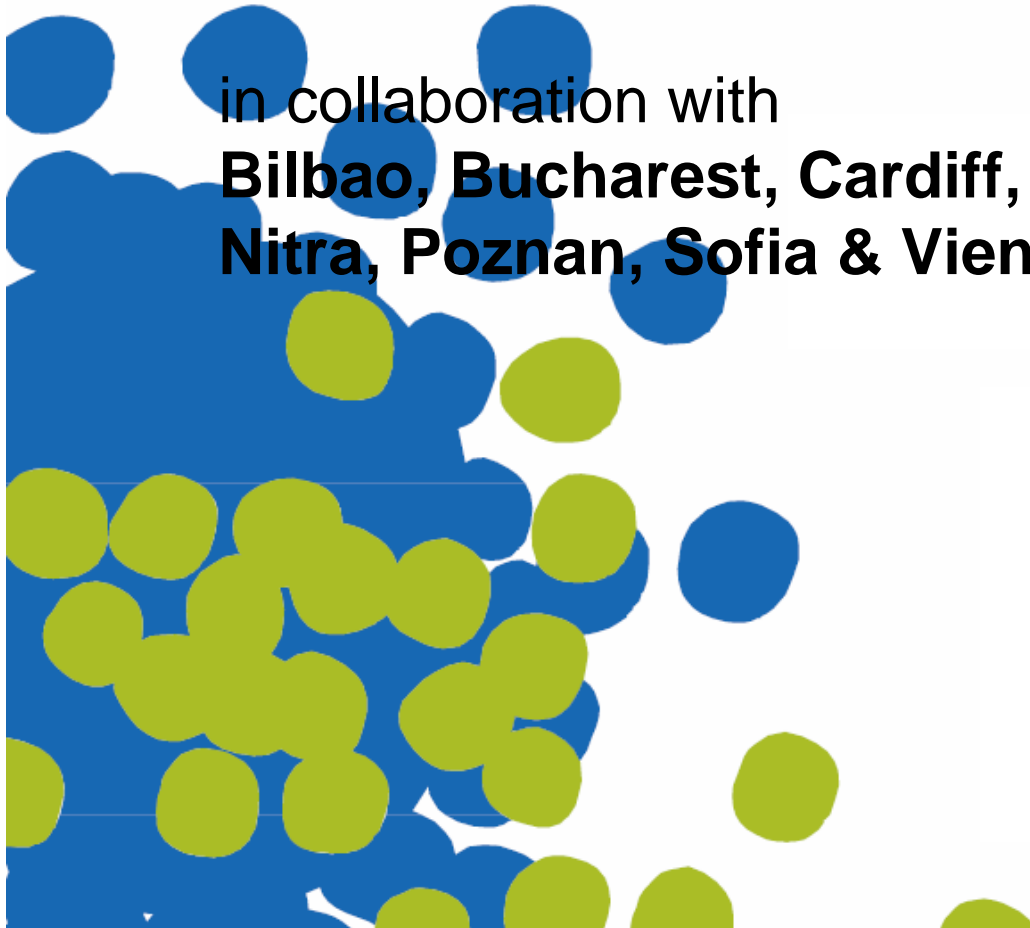 in collaboration with
Bilbao, Bucharest, Cardiff,
Nitra, Poznan, Sofia & Vien